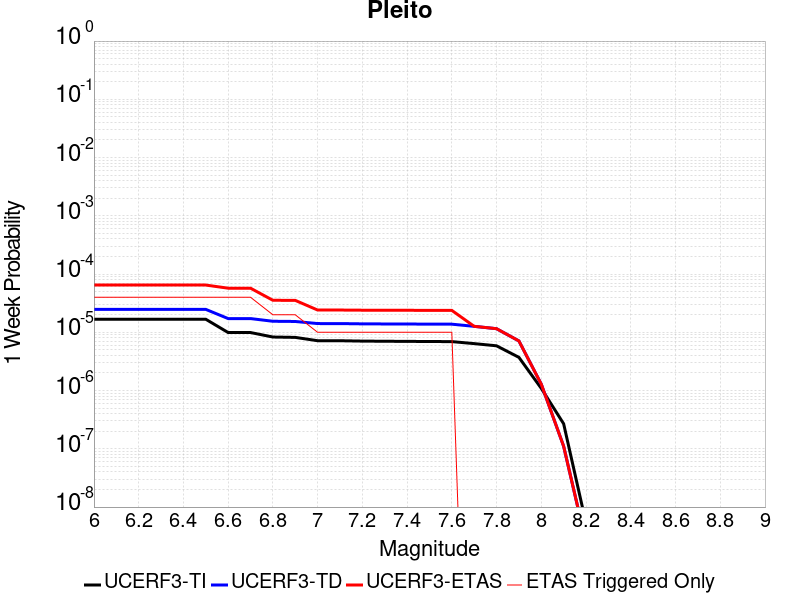 Pleito
10^0
10^-1
10^-2
10^-3
10^-4
10^-5
10^-6
10^-7
10^-8
1 Week Probability
6 6.2 6.4 6.6 6.8 7 7.2 7.4 7.6 7.8 8 8.2 8.4 8.6 8.8 9
Magnitude
UCERF3-TI UCERF3-TD UCERF3-ETAS ETAS Triggered Only